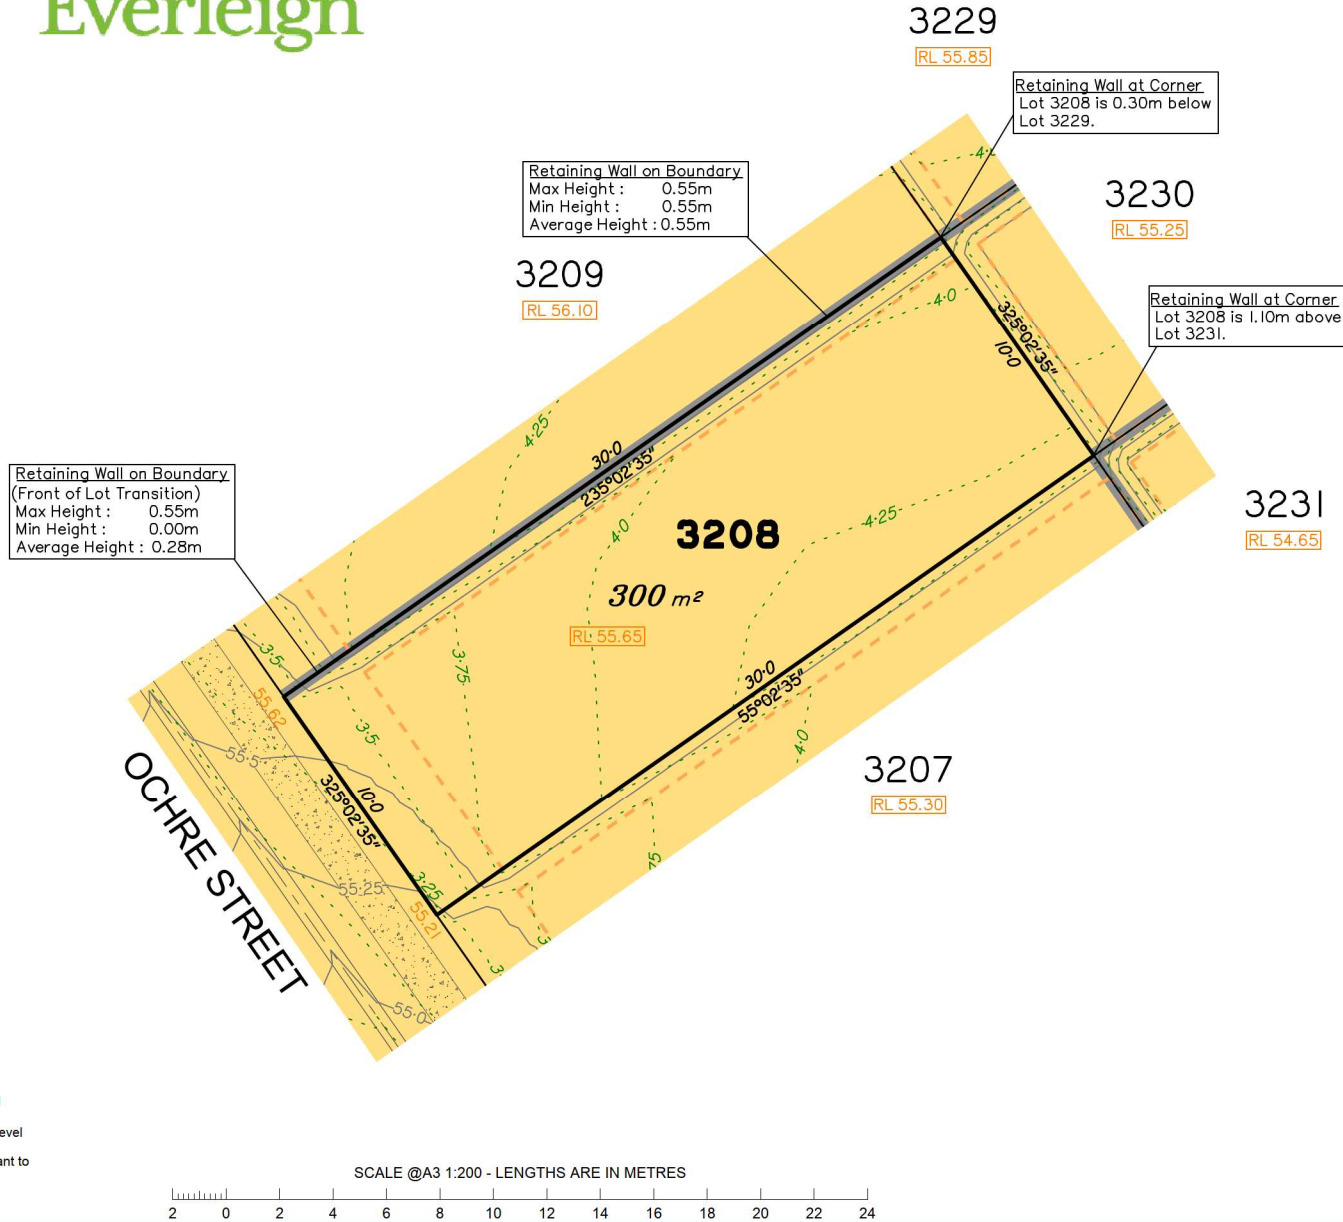 Everleigh
3229
RL 55.85
Retaining Wall at Corner
Lot 3208 is 0.30m below
Lot 3229.
Retaining Wall on Boundary
Max Height : 0.55m
Min Height : 0.55m
Average Height : 0.55m
3230
RL 55.25
3209
RL 56.10
Retaining Wall at Corner
Lot 3208 is 1.10m above
Lot 3231.
4.0
325°02'35"
10.0
4.25
30.0
235°02'35"
4.0
3208
4.25
300 m²
RL 55.65
3231
RL 54.65
Retaining Wall on Boundary
(Front of Lot Transition)
Max Height : 0.55m
Min Height : 0.00m
Average Height : 0.28m
3.5
3.75
55.62
3.5
30.0
55°02'35"
4.0
55.5
10.0
325°02'35"
3207
RL 55.30
OCHRE STREET
55.25
3.25
55.21
55.0
evel
ant to
SCALE @A3 1:200 - LENGTHS ARE IN METRES
2 0 2 4 6 8 10 12 14 16 18 20 22 24